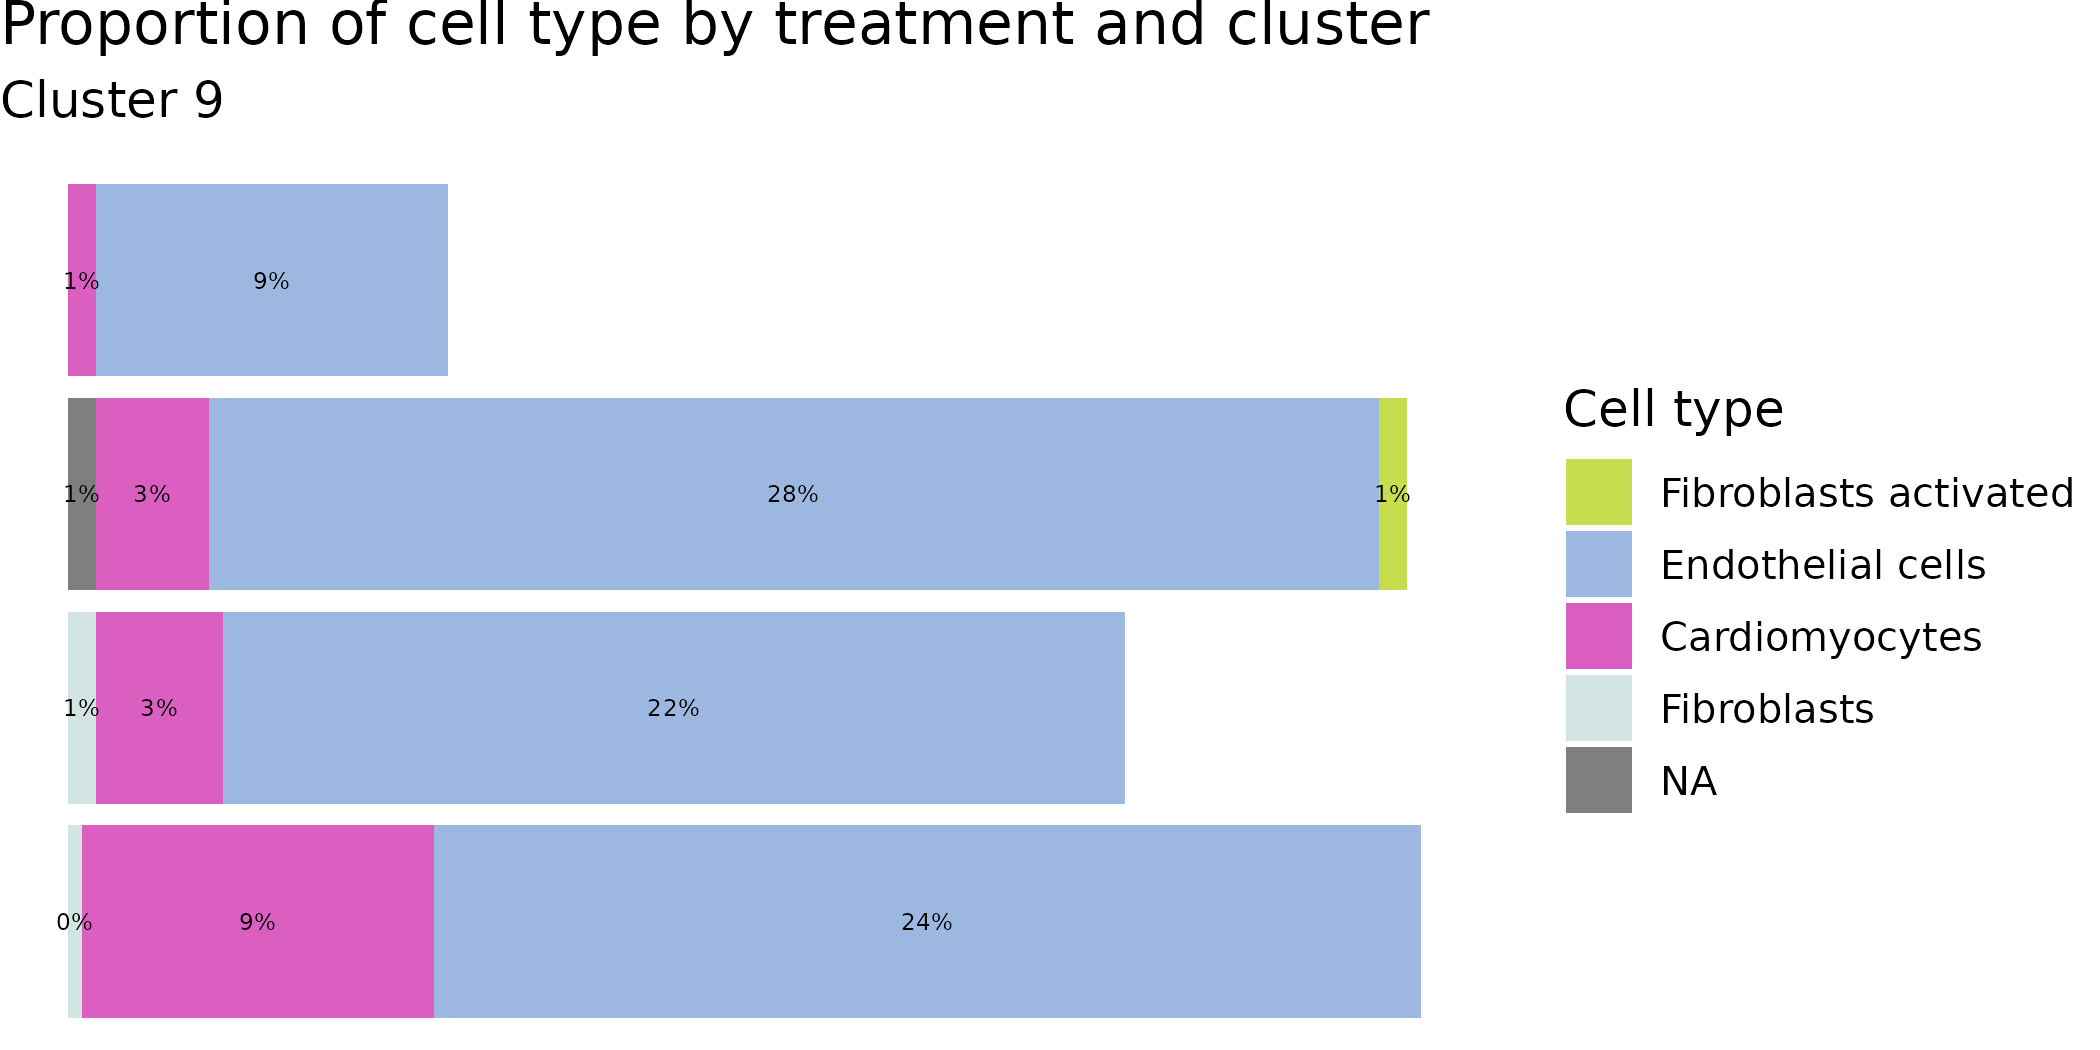 Proportion of cell type by treatment and cluster
Cluster 9
1% 9%
1% 3% 28% 1%
1% 3% 22%
0% 9% 24%
Cell type
Fibroblasts activated
Endothelial cells
Cardiomyocytes
Fibroblasts
NA